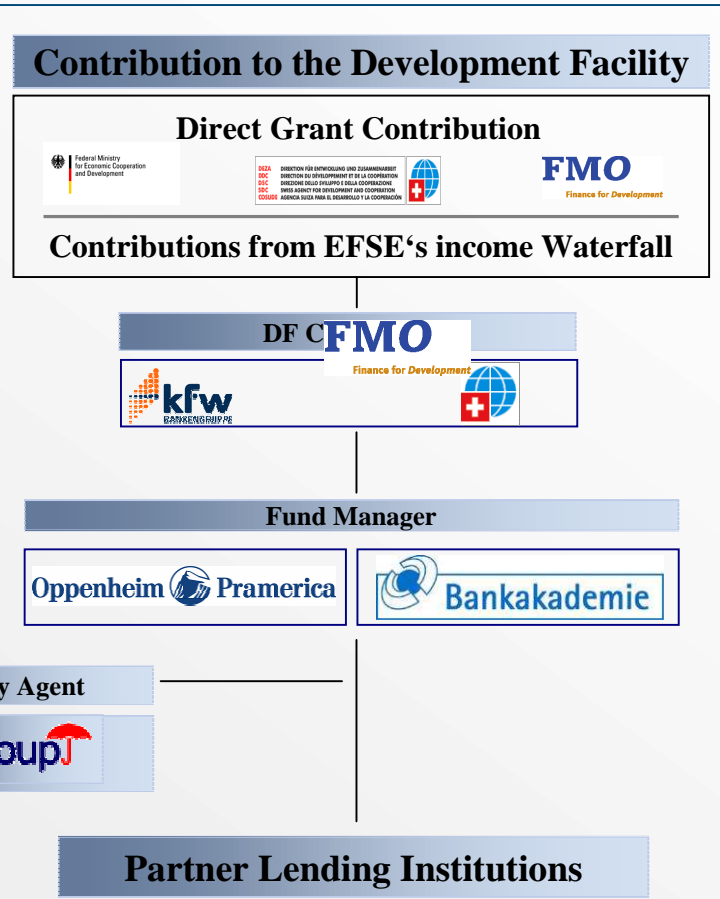 Contribution to the Development Facility
Direct Grant Contribution
Federal Ministry
for Economic Cooperation
and Development
DEZA DIREKTION FÜR ENTWICKLUNG UND ZUSAMMENARBEIT
DDC DIRECTION DU DÉVELOPPEMENT ET DE LA COOPÉRATION
DSC DIREZIONE DELLO SVILUPPO E DELLA COOPERAZIONE
SDC SWISS AGENCY FOR DEVELOPMENT AND COOPERATION
COSUDE AGENCIA SUIZA PARA EL DESARROLLO Y LA COOPERACIÓN
FMO
Finance for Development
Contributions from EFSE‘s income Waterfall
DF C
FMO
Finance for Development
kfw
BANKENGRUPPE
Fund Manager
Oppenheim Pramerica
Bankakademie
y Agent
oup
Partner Lending Institutions